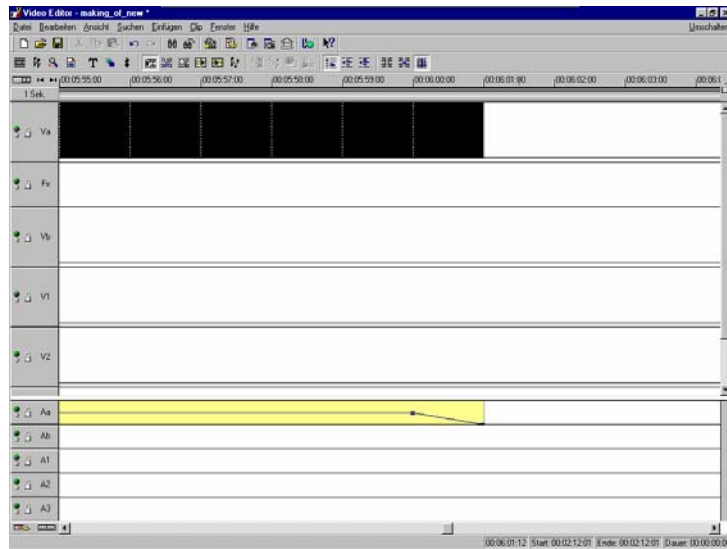 Video Editor - making_of_new *
Datei Bearbeiten Ansicht Suchen Einfügen Clip Fenster Hilfe Umschalten
00:05:55:00 00:05:56:00 00:05:57:00 00:05:58:00 00:05:59:00 00:06:00:00 00:06:01:00 00:06:02:00 00:06:03:00
1 Sek.
Va
Fx
Vb
V1
V2
Aa
Ab
A1
A2
A3
00:06:01:12 Start: 00:02:12:01 Ende: 00:02:12:01 Dauer: 00:00:00:0